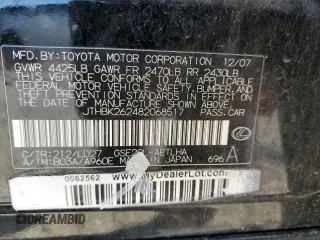 MFD. BY: TOYOTA MOTOR CORPORATION 12/07
GVWR 4425LB GAWR FR 2470LB RR 2430LB
THIS VEHICLE CONFORMS TO ALL APPLICABLE
FEDERAL MOTOR VEHICLE SAFETY, BUMPER, AND
THEFT PREVENTION STANDARDS IN EFFECT ON
THE DATE OF MANUFACTURE SHOWN ABOVE.
JTHBK262482068517 PASS.CAR
C/TR:212/LD27 GSE20L-AETLHA
A/TM:B03A/A960E MADE IN JAPAN 696 A
0062562 MyDealerLot.com
© IAAI/DIAMBID